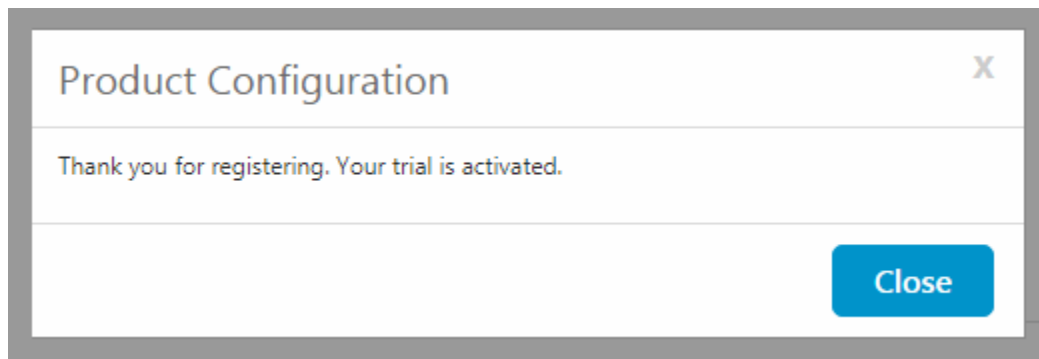 Product Configuration
X
Thank you for registering. Your trial is activated.
Close